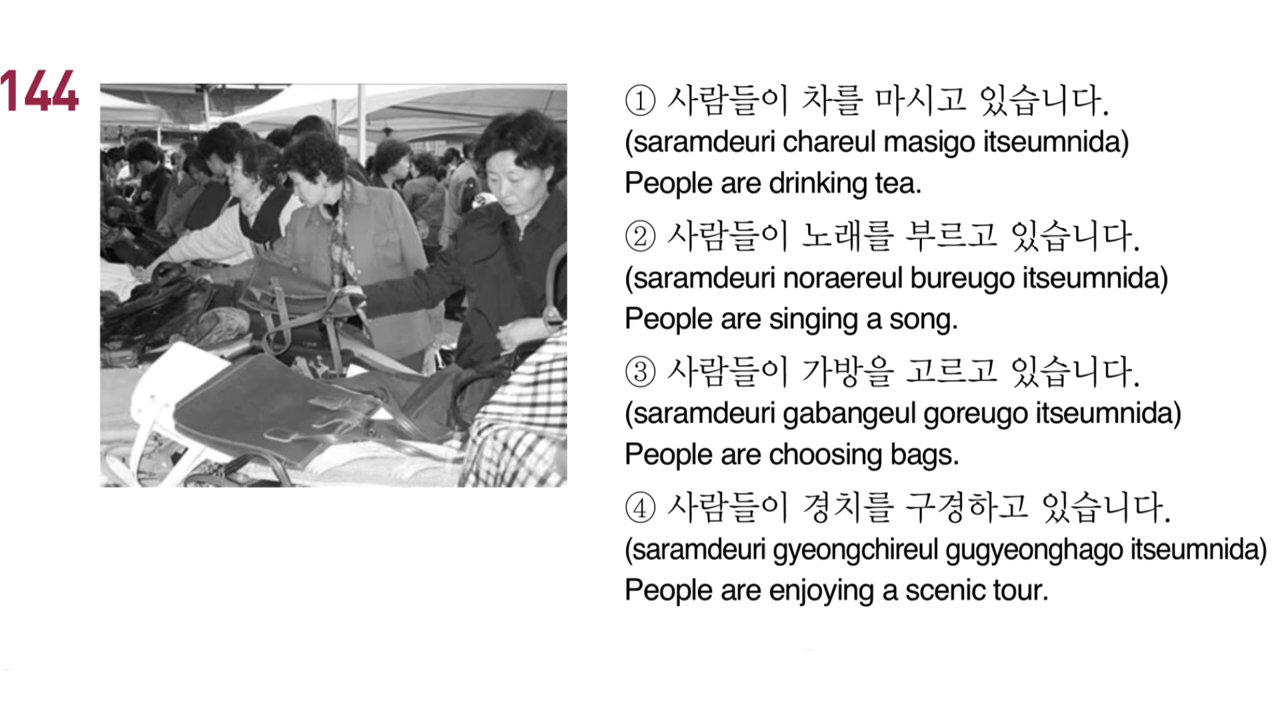 144
① 사람들이 차를 마시고 있습니다.
(saramdeuri chareul masigo itseumnida)
People are drinking tea.
② 사람들이 노래를 부르고 있습니다.
(saramdeuri noraereul bureugo itseumnida)
People are singing a song.
③ 사람들이 가방을 고르고 있습니다.
(saramdeuri gabangeul goreugo itseumnida)
People are choosing bags.
④ 사람들이 경치를 구경하고 있습니다.
(saramdeuri gyeongchireul gugyeonghago itseumnida)
People are enjoying a scenic tour.